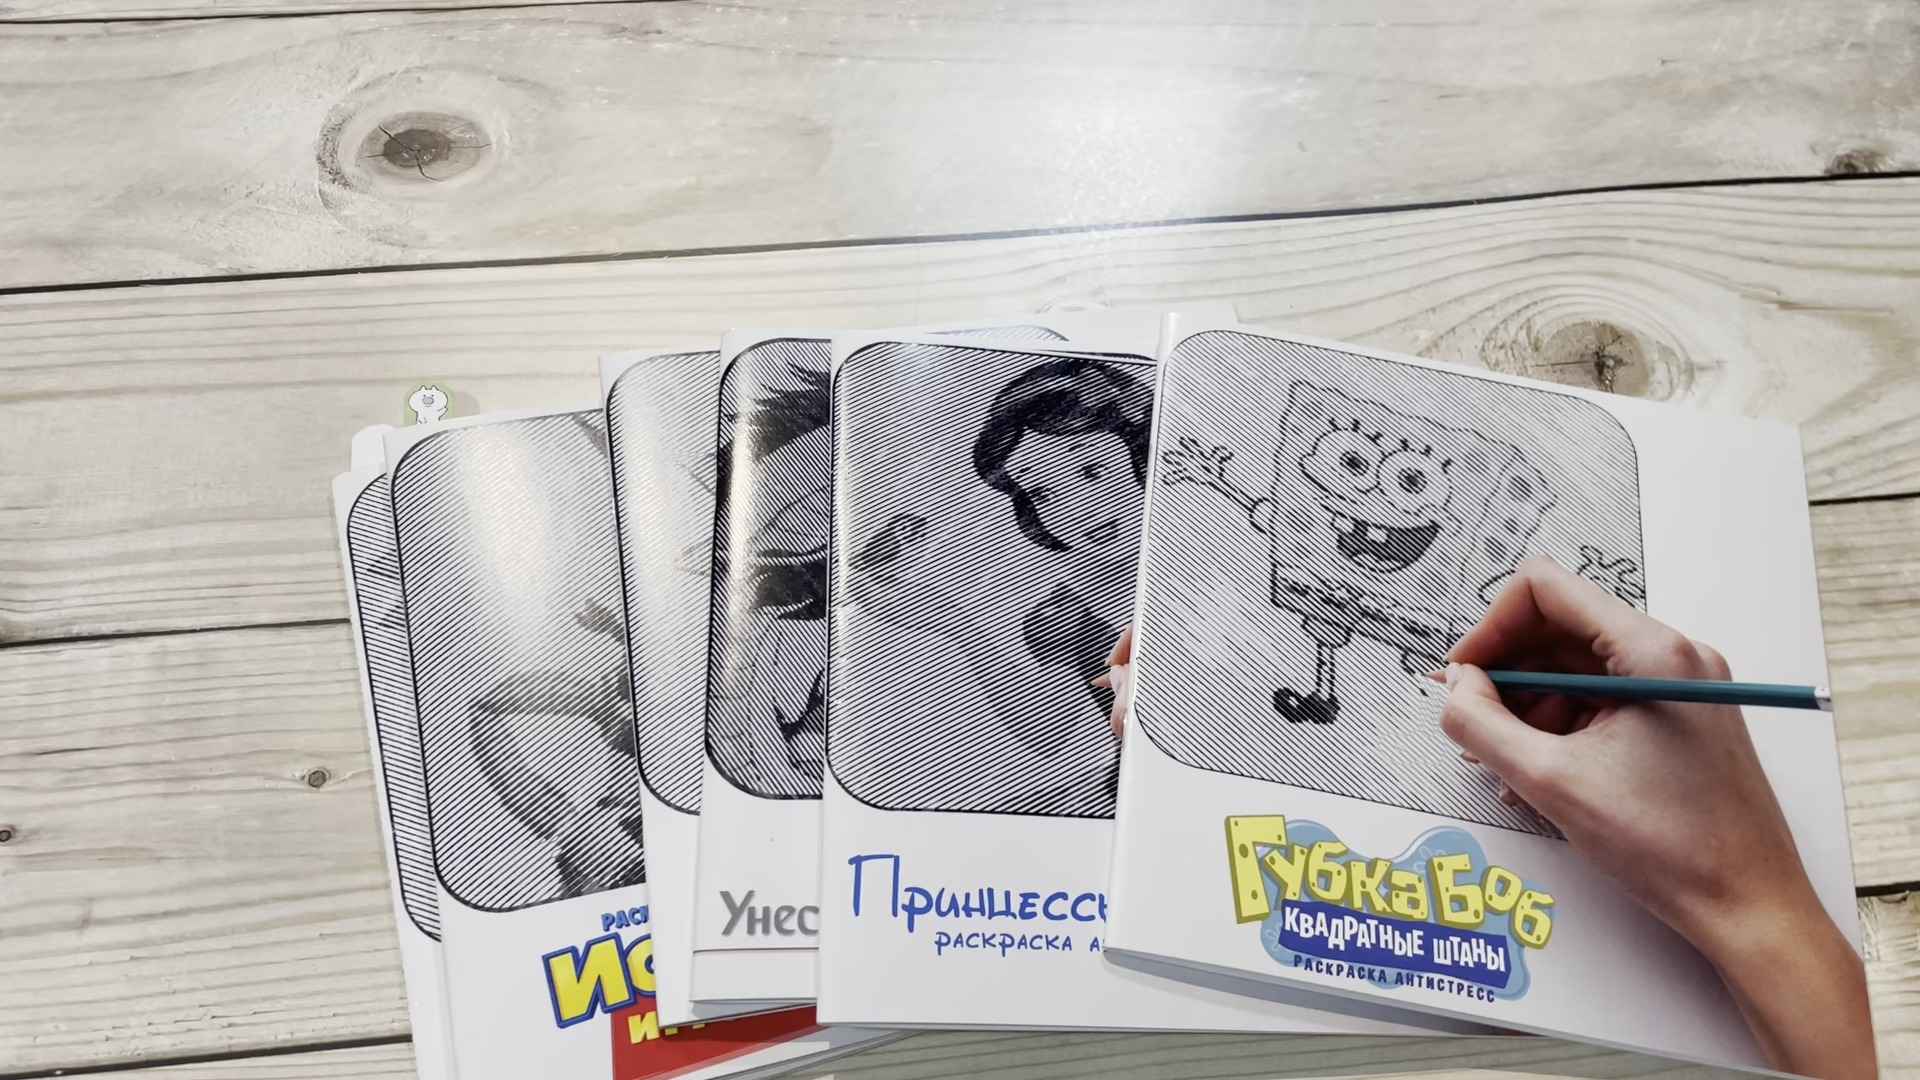 Унес
Принцесс
раскраска а
Губка Боб
квадратные штаны
раскраска антистресс